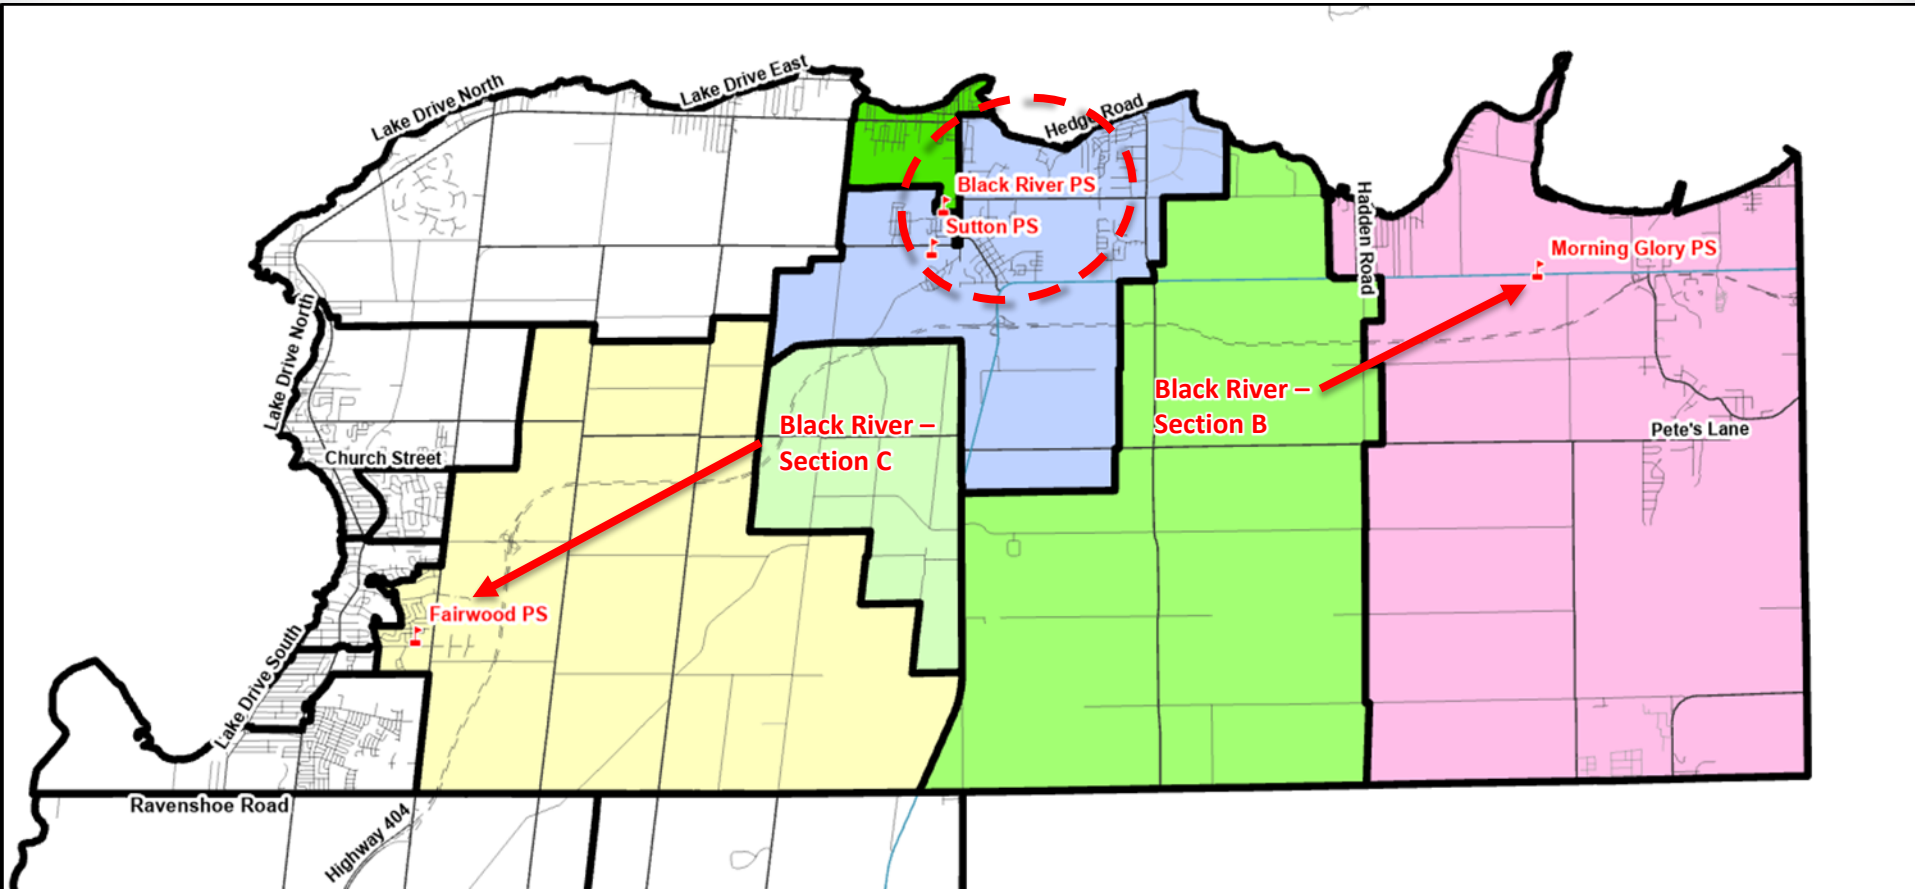 Lake Drive North
Lake Drive East
Hedge Road
Black River PS
Sutton PS
Hadden Road
Morning Glory PS
Lake Drive North
Black River –
Section B
Black River –
Section C
Church Street
Pete's Lane
Fairwood PS
Lake Drive South
Ravenshoe Road
Highway 404